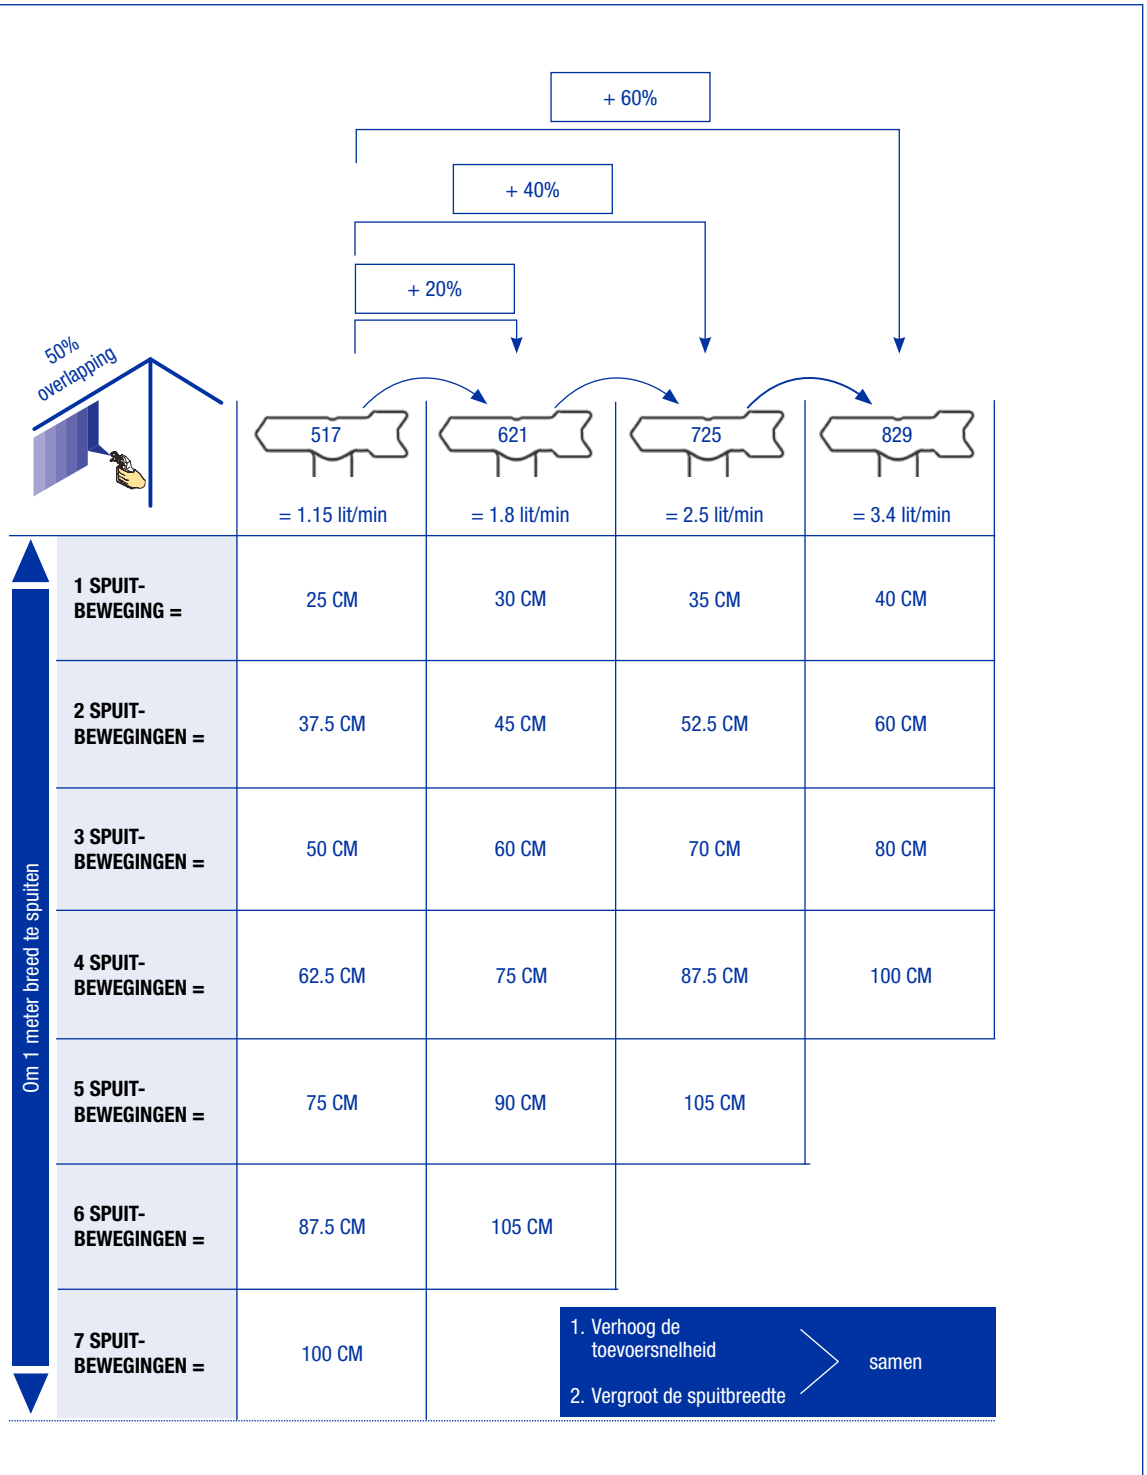 + 60%
+ 40%
+ 20%
50%
overlapping
517
621
725
829
= 1.15 lit/min
= 1.8 lit/min
= 2.5 lit/min
= 3.4 lit/min
Om 1 meter breed te spuiten
1 SPUIT-
BEWEGING =
25 CM
30 CM
35 CM
40 CM
2 SPUIT-
BEWEGINGEN =
37.5 CM
45 CM
52.5 CM
60 CM
3 SPUIT-
BEWEGINGEN =
50 CM
60 CM
70 CM
80 CM
4 SPUIT-
BEWEGINGEN =
62.5 CM
75 CM
87.5 CM
100 CM
5 SPUIT-
BEWEGINGEN =
75 CM
90 CM
105 CM
6 SPUIT-
BEWEGINGEN =
87.5 CM
105 CM
7 SPUIT-
BEWEGINGEN =
100 CM
1. Verhoog de
toevoersnelheid
2. Vergroot de spuitbreedte
samen